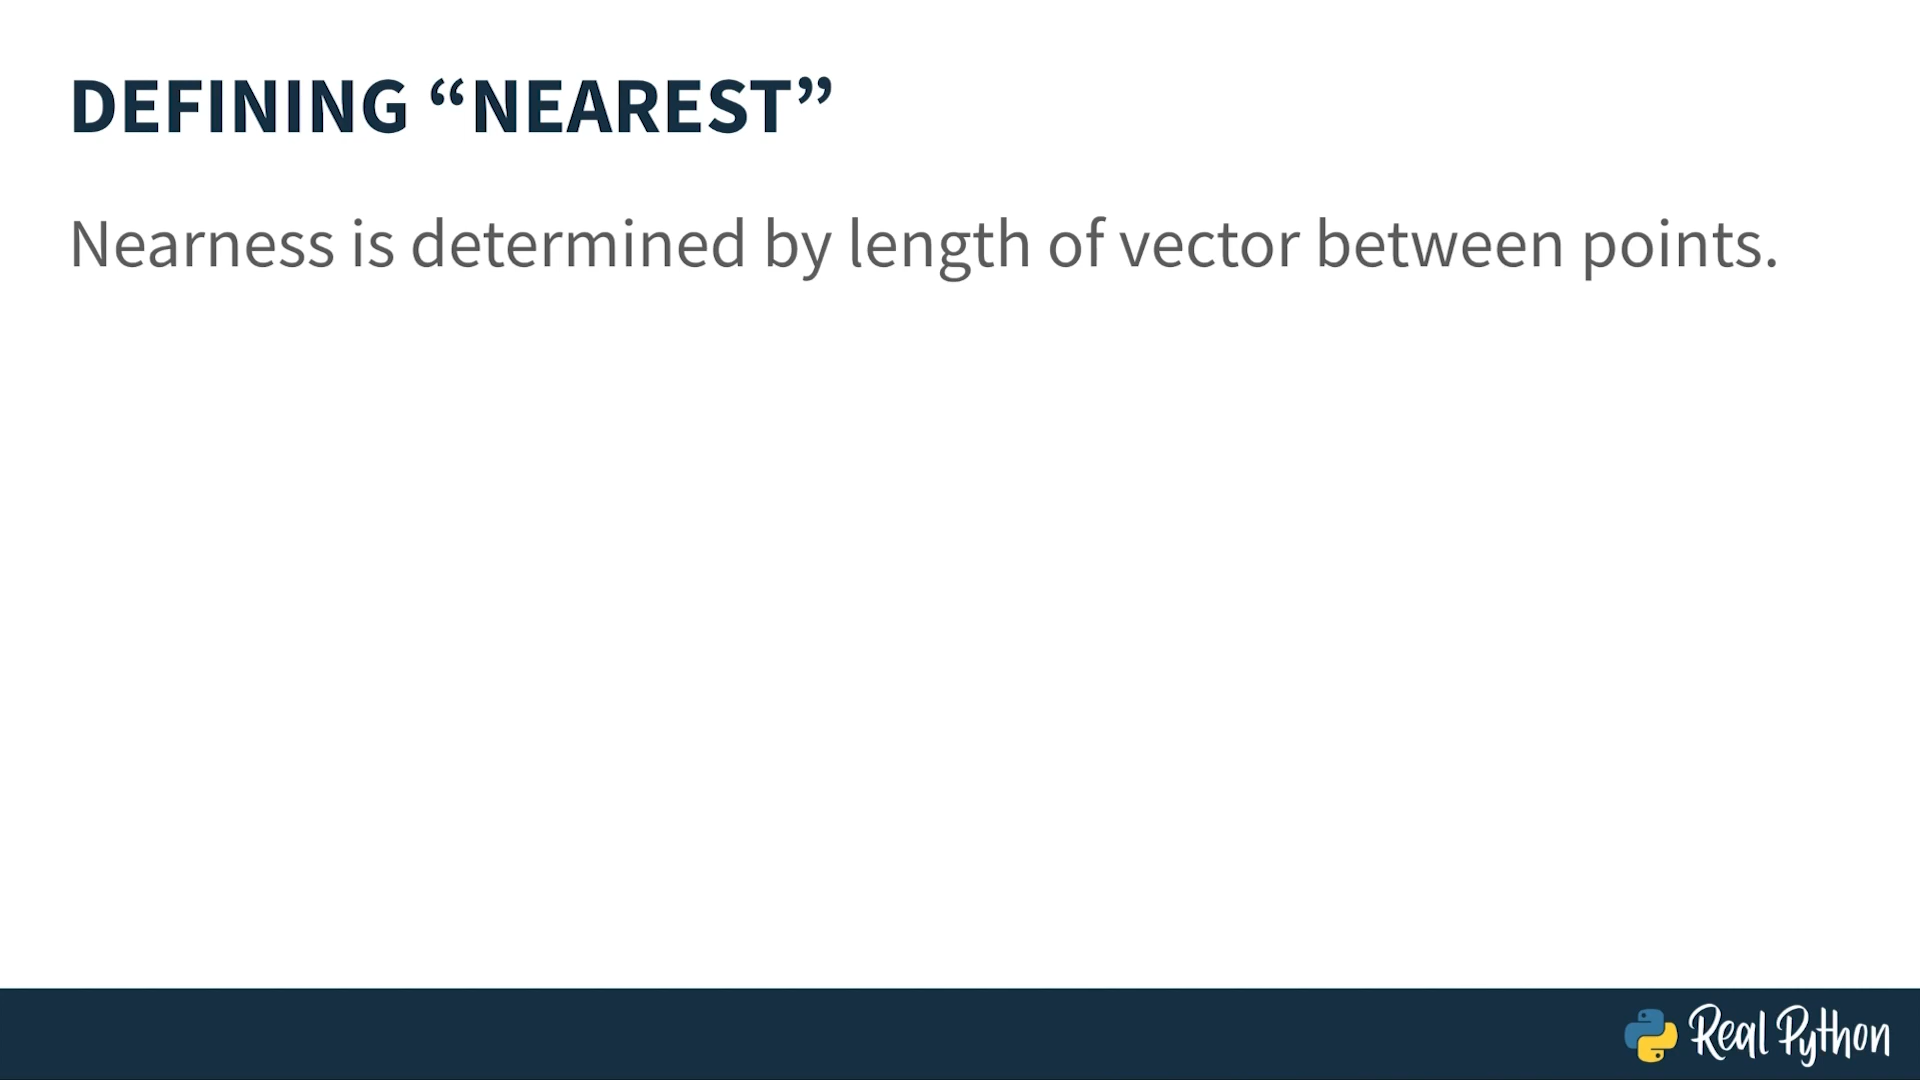 DEFINING “NEAREST”
Nearness is determined by length of vector between points.
Real Python